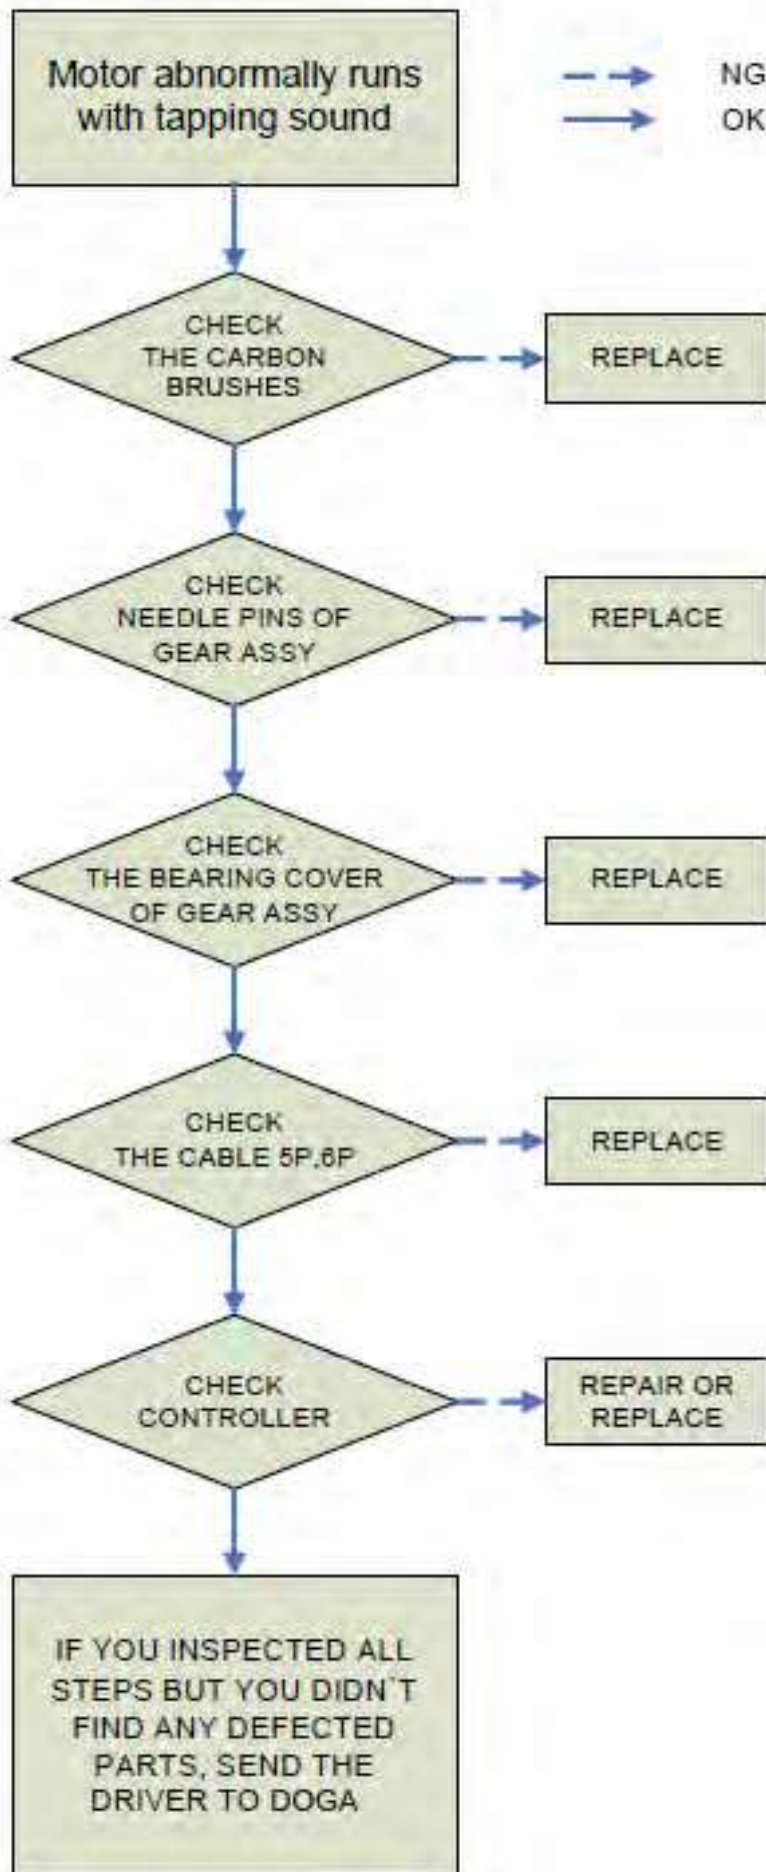 Motor abnormally runs
with tapping sound
NG
OK
CHECK
THE CARBON
BRUSHES
REPLACE
CHECK
NEEDLE PINS OF
GEAR ASSY
REPLACE
CHECK
THE BEARING COVER
OF GEAR ASSY
REPLACE
CHECK
THE CABLE 5P,6P
REPLACE
CHECK
CONTROLLER
REPAIR OR
REPLACE
IF YOU INSPECTED ALL
STEPS BUT YOU DIDN`T
FIND ANY DEFECTED
PARTS, SEND THE
DRIVER TO DOGA